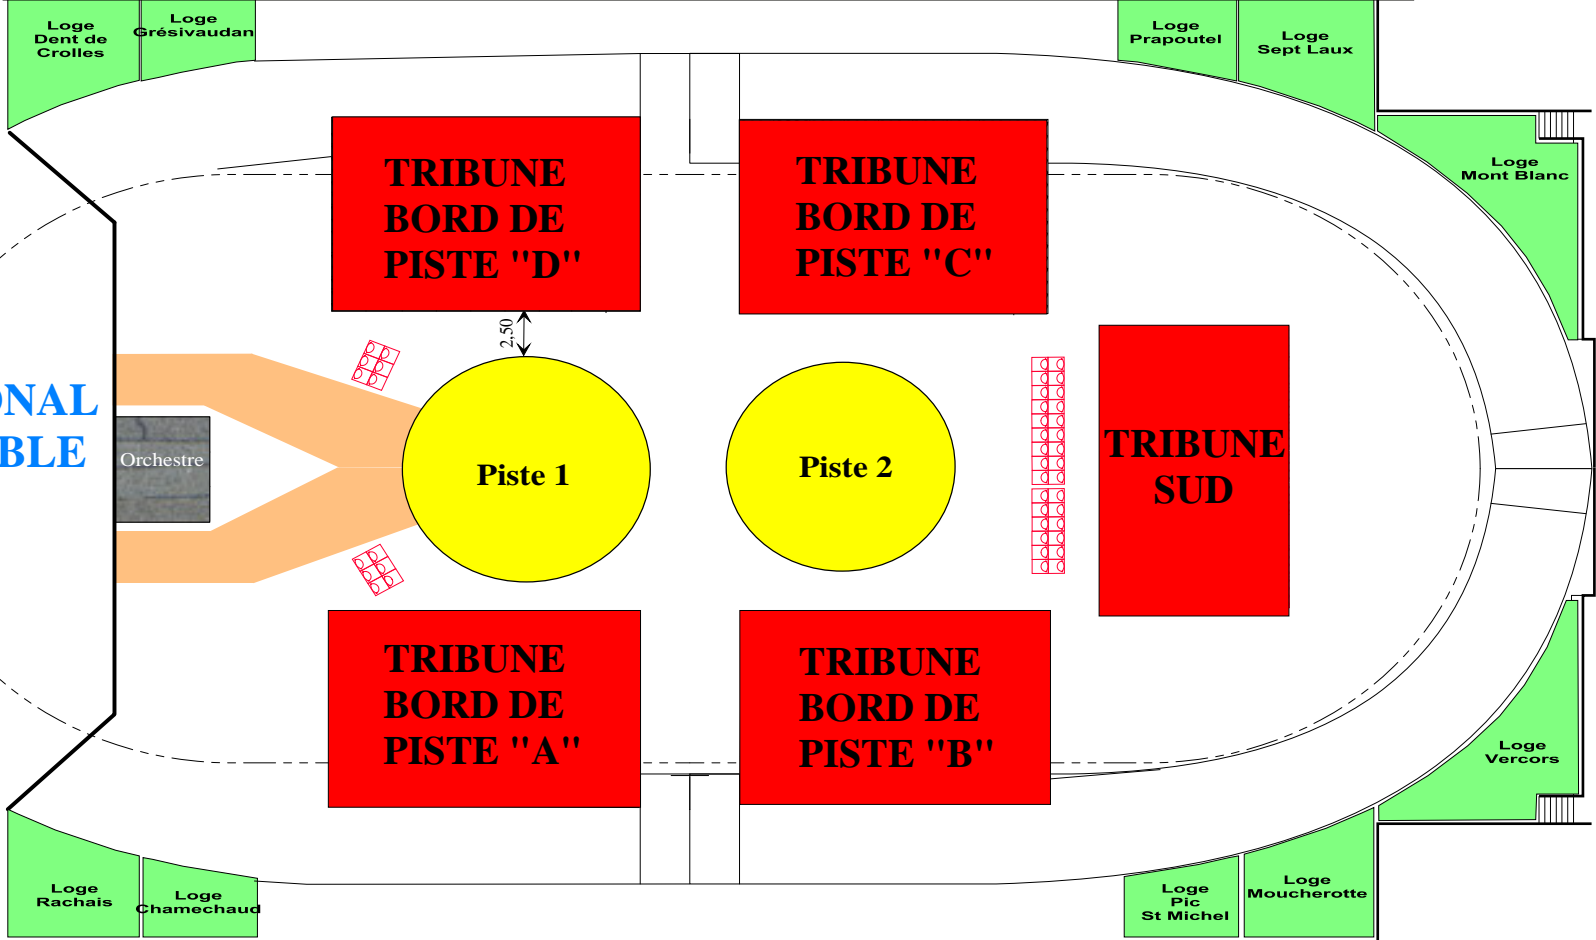 Loge
Dent de
Crolles
Loge
Grésivaudan
Loge
Prapoutel
Loge
Sept Laux
Loge
Mont Blanc
TRIBUNE
BORD DE
PISTE "D"
TRIBUNE
BORD DE
PISTE "C"
2,50
ONAL
BLE
Orchestre
Piste 1
Piste 2
TRIBUNE
SUD
TRIBUNE
BORD DE
PISTE "A"
TRIBUNE
BORD DE
PISTE "B"
Loge
Vercors
Loge
Rachais
Loge
Chamechaud
Loge
Pic
St Michel
Loge
Moucherotte